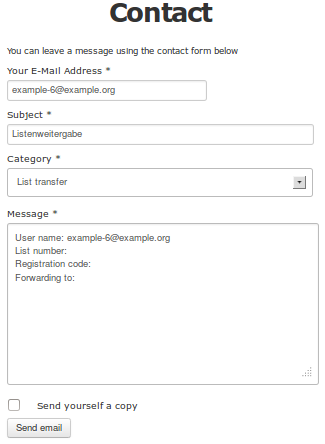 Contact
You can leave a message using the contact form below
Your E-Mail Address *
example-6@example.org
Subject *
Listenweitergabe
Category *
List transfer
Message *
User name: example-6@example.org
List number:
Registration code:
Forwarding to:
Send yourself a copy
Send email